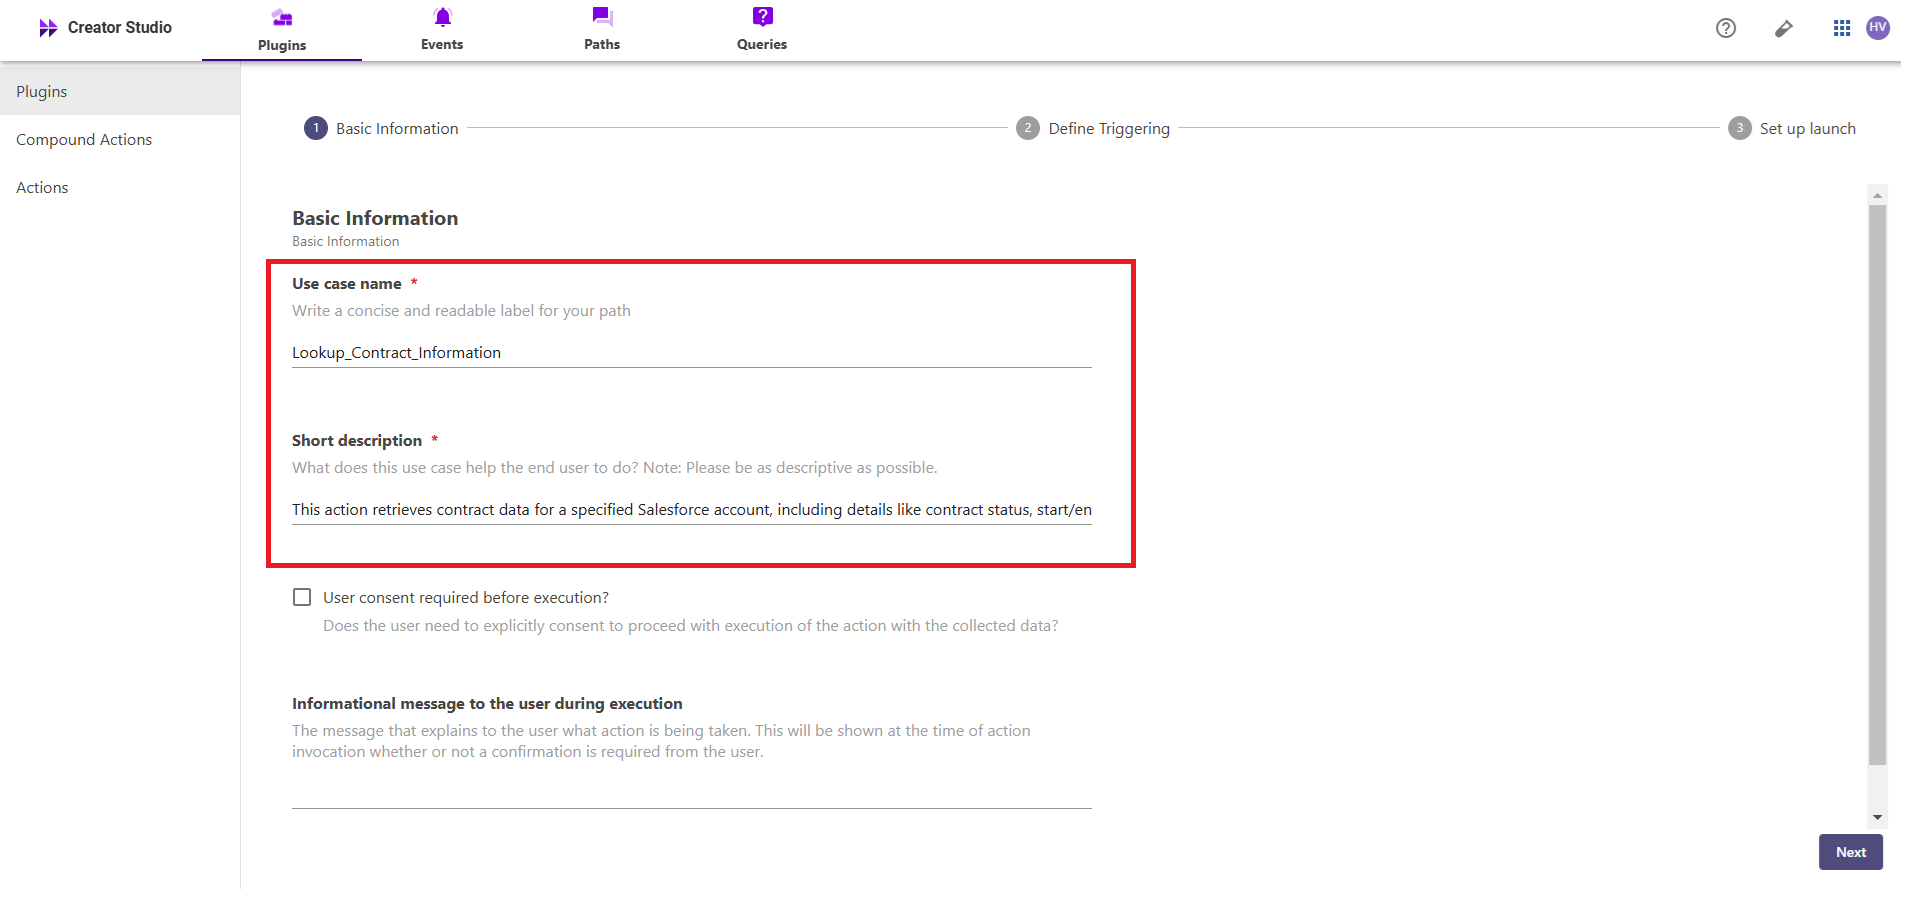 Creator Studio
Plugins
Events
Paths
Queries
HV
Plugins
Compound Actions
Actions
1 Basic Information
2 Define Triggering
3 Set up launch
Basic Information
Basic Information
Use case name *
Write a concise and readable label for your path
Lookup_Contract_Information
Short description *
What does this use case help the end user to do? Note: Please be as descriptive as possible.
This action retrieves contract data for a specified Salesforce account, including details like contract status, start/en
User consent required before execution?
Does the user need to explicitly consent to proceed with execution of the action with the collected data?
Informational message to the user during execution
The message that explains to the user what action is being taken. This will be shown at the time of action
invocation whether or not a confirmation is required from the user.
Next